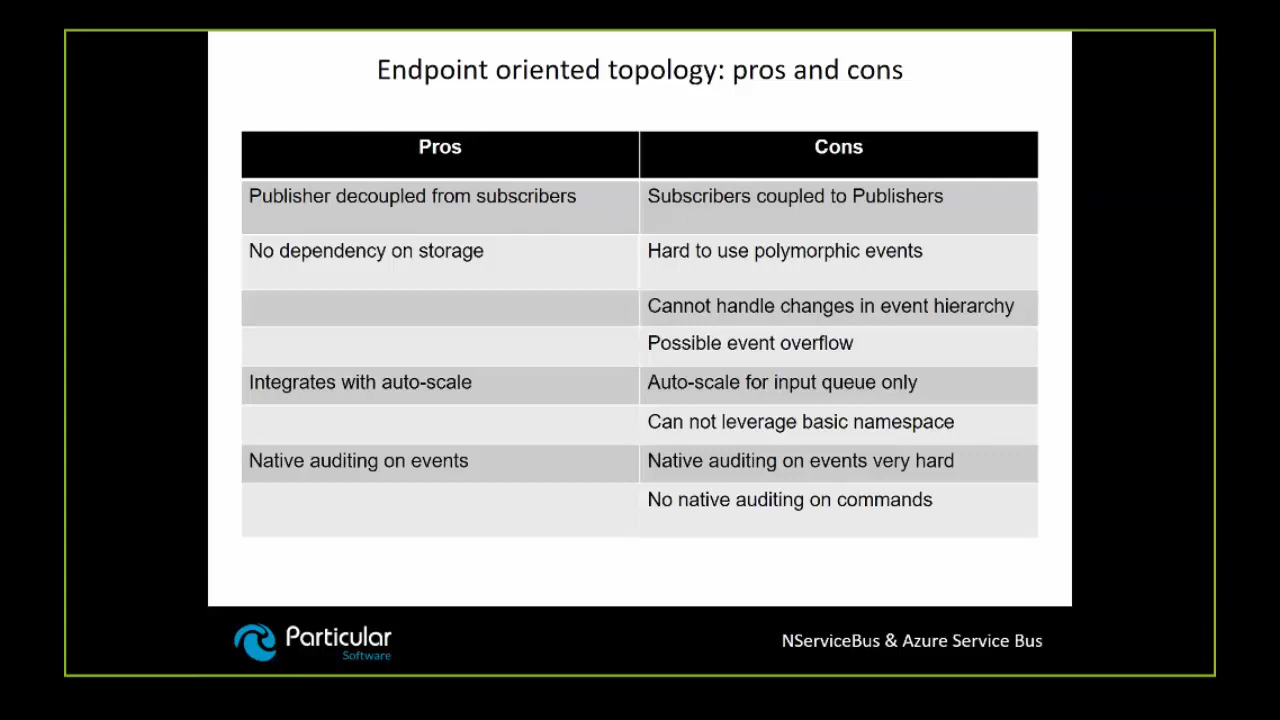 Endpoint oriented topology: pros and cons
Pros
Cons
Publisher decoupled from subscribers
Subscribers coupled to Publishers
No dependency on storage
Hard to use polymorphic events
Cannot handle changes in event hierarchy
Possible event overflow
Integrates with auto-scale
Auto-scale for input queue only
Can not leverage basic namespace
Native auditing on events
Native auditing on events very hard
No native auditing on commands
Particular
Software
NServiceBus & Azure Service Bus